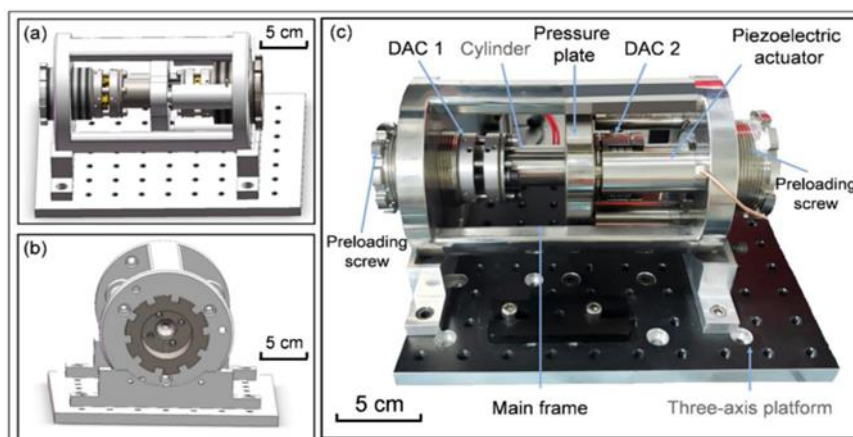 (a)
5 cm
(b)
5 cm
(c)
DAC 1
Cylinder
Pressure
plate
DAC 2
Piezoelectric
actuator
Preloading
screw
Preloading
screw
5 cm
Main frame
Three-axis platform